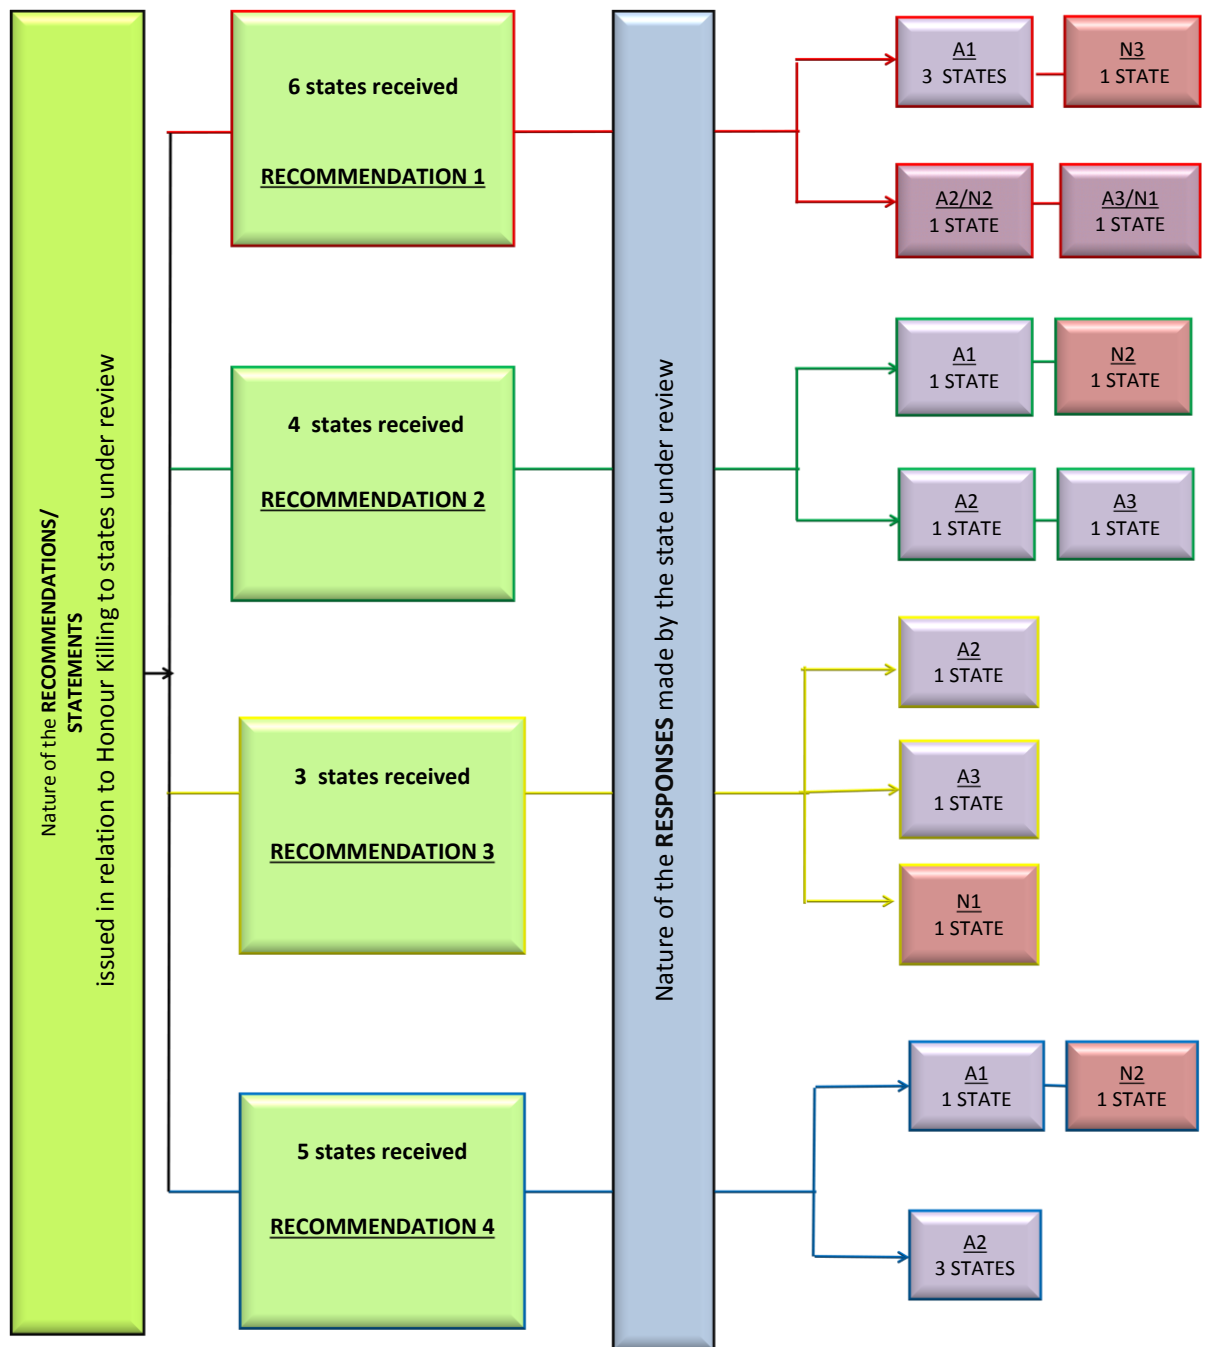 Nature of the RECOMMENDATIONS/
STATEMENTS
issued in relation to Honour Killing to states under review
6 states received
RECOMMENDATION 1
4 states received
RECOMMENDATION 2
3 states received
RECOMMENDATION 3
5 states received
RECOMMENDATION 4
Nature of the RESPONSES made by the state under review
A1
3 STATES
N3
1 STATE
A2/N2
1 STATE
A3/N1
1 STATE
A1
1 STATE
N2
1 STATE
A2
1 STATE
A3
1 STATE
A2
1 STATE
A3
1 STATE
N1
1 STATE
A1
1 STATE
N2
1 STATE
A2
3 STATES